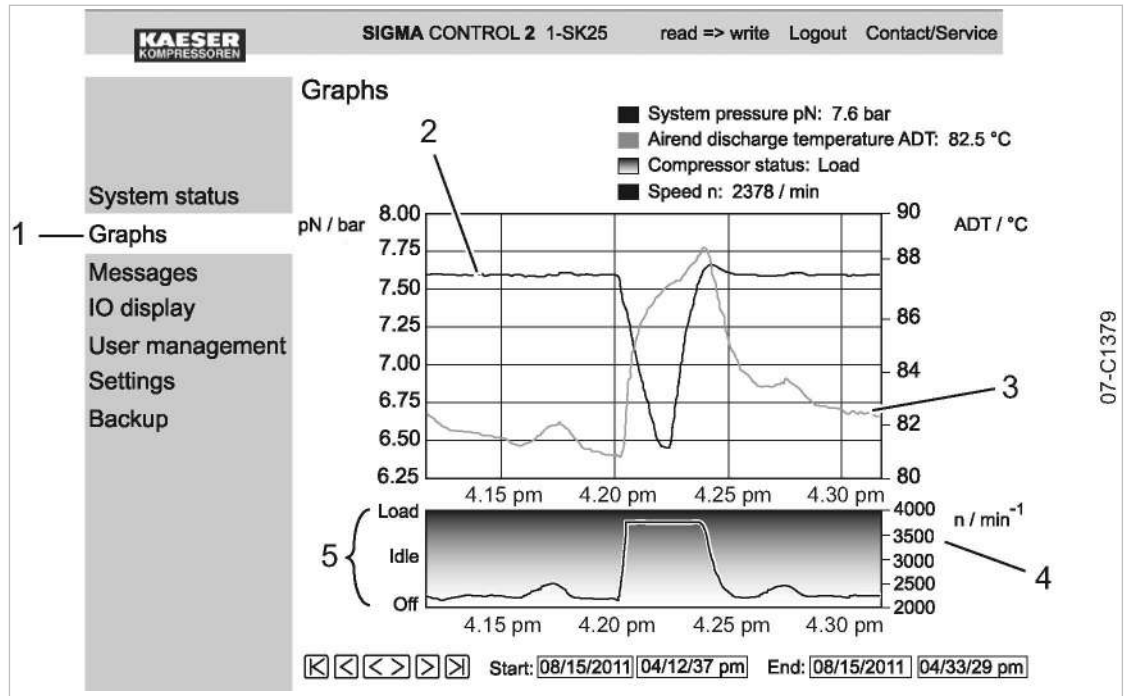 KAESER
KOMPRESSOREN
SIGMA CONTROL 2 1-SK25 read => write Logout Contact/Service
Graphs
System pressure pN: 7.6 bar
Airend discharge temperature ADT: 82.5 °C
Compressor status: Load
Speed n: 2378 / min
System status
1
Graphs
Messages
IO display
User management
Settings
Backup
2
pN / bar
8.00
7.75
7.50
7.25
7.00
6.75
6.50
6.25
90
88
86
84
82
80
ADT / °C
3
4.15 pm 4.20 pm 4.25 pm 4.30 pm
5
Load
Idle
Off
4000
3500
3000
2500
2000
n / min⁻¹
4
4.15 pm 4.20 pm 4.25 pm 4.30 pm
Start: 08/15/2011 04/12/37 pm End: 08/15/2011 04/33/29 pm
07-C1379